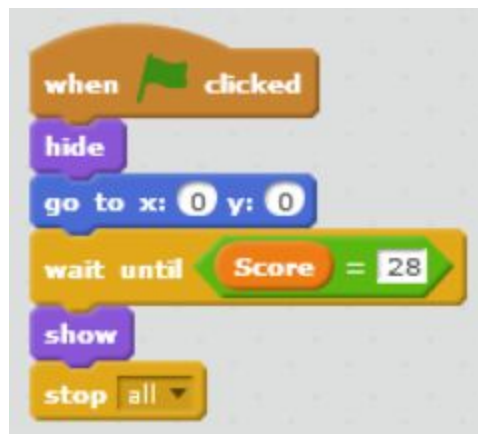 when clicked
hide
go to x: 0 y: 0
wait until Score = 28
show
stop all